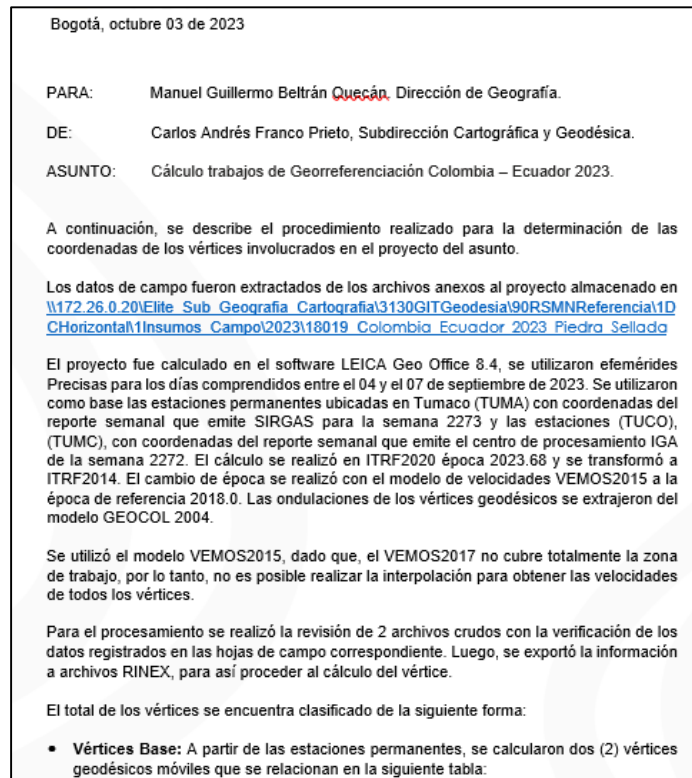 Bogotá, octubre 03 de 2023
PARA: Manuel Guillermo Beltrán Quecán. Dirección de Geografía.
DE: Carlos Andrés Franco Prieto, Subdirección Cartográfica y Geodésica.
ASUNTO: Cálculo trabajos de Georreferenciación Colombia – Ecuador 2023.
A continuación, se describe el procedimiento realizado para la determinación de las
coordenadas de los vértices involucrados en el proyecto del asunto.
Los datos de campo fueron extractados de los archivos anexos al proyecto almacenado en
\\172.26.0.20\Elite_Sub_Geografia_Cartografia\3130GITGeodesia\90RSMNReferencia\1D
CHorizontal\1Insumos_Campo\2023\18019_Colombia_Ecuador_2023_Piedra_Sellada
El proyecto fue calculado en el software LEICA Geo Office 8.4, se utilizaron efemérides
Precisas para los días comprendidos entre el 04 y el 07 de septiembre de 2023. Se utilizaron
como base las estaciones permanentes ubicadas en Tumaco (TUMA) con coordenadas del
reporte semanal que emite SIRGAS para la semana 2273 y las estaciones (TUCO),
(TUMC), con coordenadas del reporte semanal que emite el centro de procesamiento IGA
de la semana 2272. El cálculo se realizó en ITRF2020 época 2023.68 y se transformó a
ITRF2014. El cambio de época se realizó con el modelo de velocidades VEMOS2015 a la
época de referencia 2018.0. Las ondulaciones de los vértices geodésicos se extrajeron del
modelo GEOCOL 2004.
Se utilizó el modelo VEMOS2015, dado que, el VEMOS2017 no cubre totalmente la zona
de trabajo, por lo tanto, no es posible realizar la interpolación para obtener las velocidades
de todos los vértices.
Para el procesamiento se realizó la revisión de 2 archivos crudos con la verificación de los
datos registrados en las hojas de campo correspondiente. Luego, se exportó la información
a archivos RINEX, para así proceder al cálculo del vértice.
El total de los vértices se encuentra clasificado de la siguiente forma:
• Vértices Base: A partir de las estaciones permanentes, se calcularon dos (2) vértices
geodésicos móviles que se relacionan en la siguiente tabla: